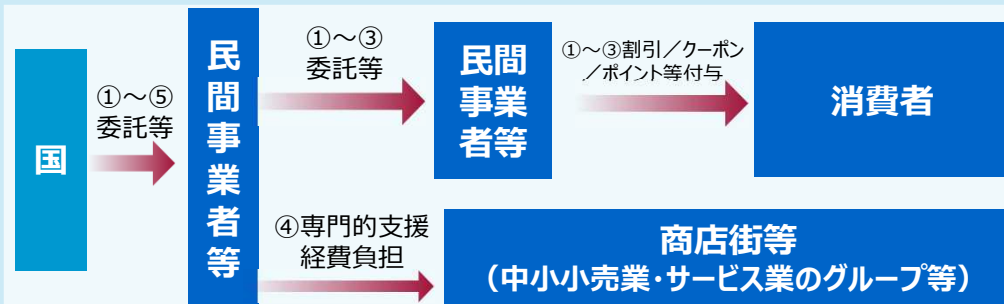 国
①~⑤
委託等
民間事業者等
①~③
委託等
民間
事業
者等
①~③割引/クーポン
/ポイント等付与
消費者
④専門的支援
経費負担
商店街等
(中小小売業・サービス業のグループ等)